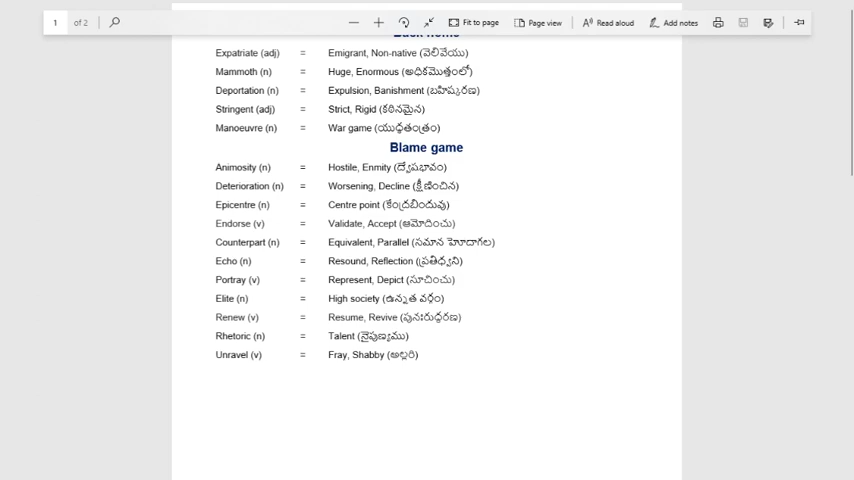 1 of 2 Fit to page Page view Read aloud Add notes
Expatriate (adj) = Emigrant, Non-native (వెలివేయు)
Mammoth (n) = Huge, Enormous (అధికమొత్తంలో)
Deportation (n) = Expulsion, Banishment (బహిష్కరణ)
Stringent (adj) = Strict, Rigid (కఠినమైన)
Manoeuvre (n) = War game (యుద్ధతంత్రం)
Blame game
Animosity (n) = Hostile, Enmity (ద్వేషభావం)
Deterioration (n) = Worsening, Decline (క్షీణించిన)
Epicentre (n) = Centre point (కేంద్రబిందువు)
Endorse (v) = Validate, Accept (ఆమోదించు)
Counterpart (n) = Equivalent, Parallel (సమాన హెూదాగల)
Echo (n) = Resound, Reflection (ప్రతిధ్వని)
Portray (v) = Represent, Depict (సూచించు)
Elite (n) = High society (ఉన్నత వర్గం)
Renew (v) = Resume, Revive (పునఃరుద్ధరణ)
Rhetoric (n) = Talent (నైపుణ్యము)
Unravel (v) = Fray, Shabby (అల్లరి)